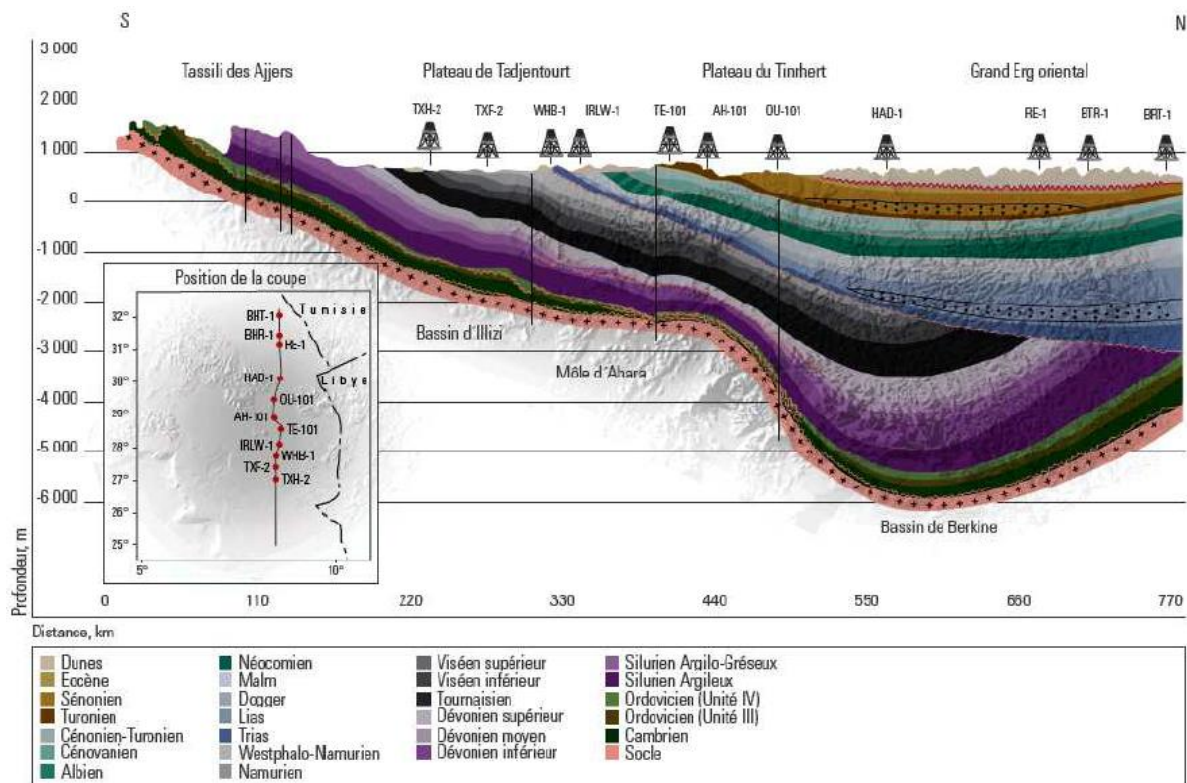 S
N
3 000
2 000
1 000
0
-1 000
-2 000
-3 000
-4 000
-5 000
-6 000
Profondeur, m
Tassili des Ajjers
Plateau de Tadjentourt
Plateau du Tinrhert
Grand Erg oriental
TXH-2
TXF-2
WHB-1
IRLW-1
TE-101
AH-101
OU-101
HAD-1
RE-1
BTR-1
BRT-1
Bassin d'Illizi
Môle d'Ahara
Bassin de Berkine
Position de la coupe
32°
31°
30°
29°
28°
27°
26°
25°
5°
10°
Tunisie
Libye
BHT-1
BHR-1
RE-1
HAD-1
OU-101
AH-101
TE-101
IRLW-1
WHB-1
TXF-2
TXH-2
0 110 220 330 440 550 660 770
Distance, km
Dunes
Eocène
Sénonien
Turonien
Cénonien-Turonien
Cénovanien
Albien
Néocomien
Malm
Dogger
Lias
Trias
Westphalo-Namurien
Namurien
Viséen supérieur
Viséen inférieur
Tournaisien
Dévonien supérieur
Dévonien moyen
Dévonien inférieur
Silurien Argilo-Gréseux
Silurien Argileux
Ordovicien (Unité IV)
Ordovicien (Unité III)
Cambrien
Socle